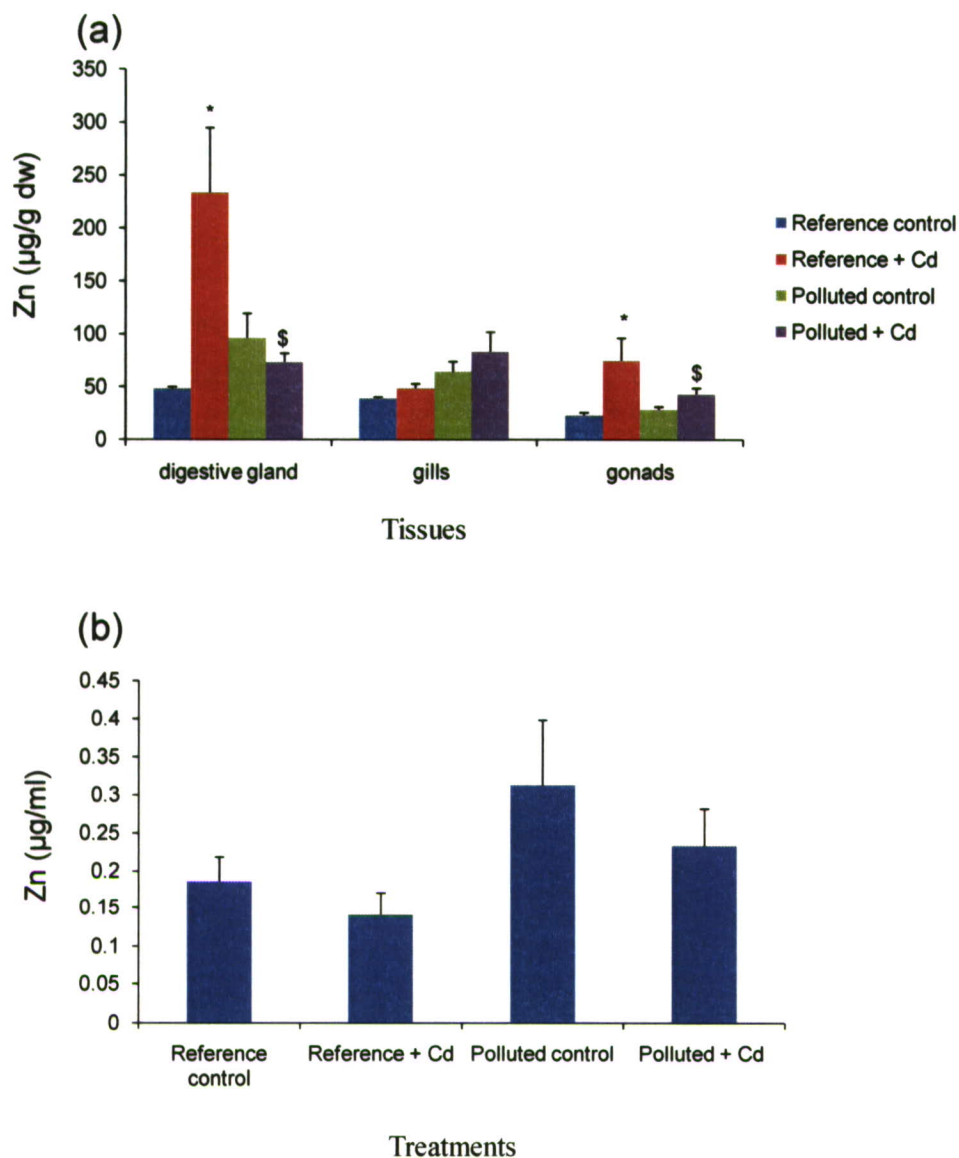 (a)
350
300
250
200
150
100
50
0
Zn (µg/g dw)
*
$
*
$
digestive gland
gills
gonads
Tissues
Reference control
Reference + Cd
Polluted control
Polluted + Cd
(b)
0.45
0.4
0.35
0.3
0.25
0.2
0.15
0.1
0.05
0
Zn (µg/ml)
Reference
control
Reference + Cd
Polluted control
Polluted + Cd
Treatments